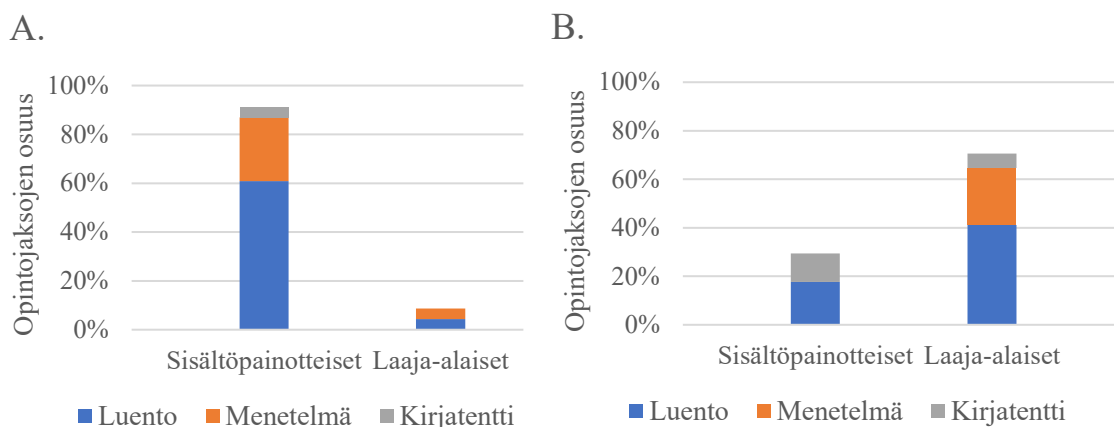 A.
Opintojaksojen osuus
100%
80%
60%
40%
20%
0%
Sisältöpainotteiset Laaja-alaiset
Luento Menetelmä Kirjatentti
B.
Opintojaksojen osuus
100%
80%
60%
40%
20%
0%
Sisältöpainotteiset Laaja-alaiset
Luento Menetelmä Kirjatentti